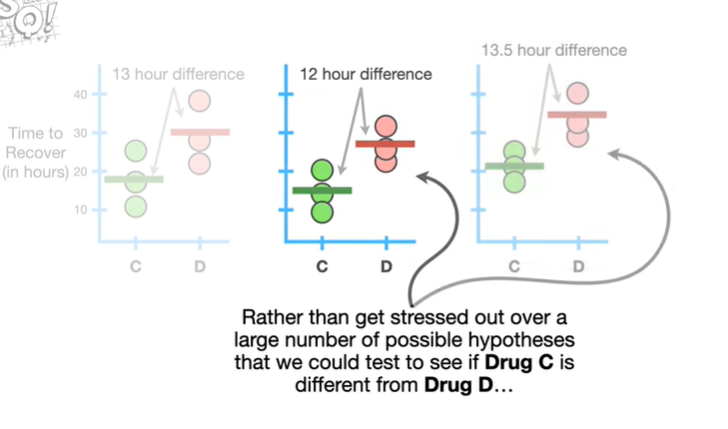 SQ!
13.5 hour difference
13 hour difference
12 hour difference
40
30
20
10
Time to
Recover
(in hours)
C D
C D
C D
Rather than get stressed out over a
large number of possible hypotheses
that we could test to see if Drug C is
different from Drug D...